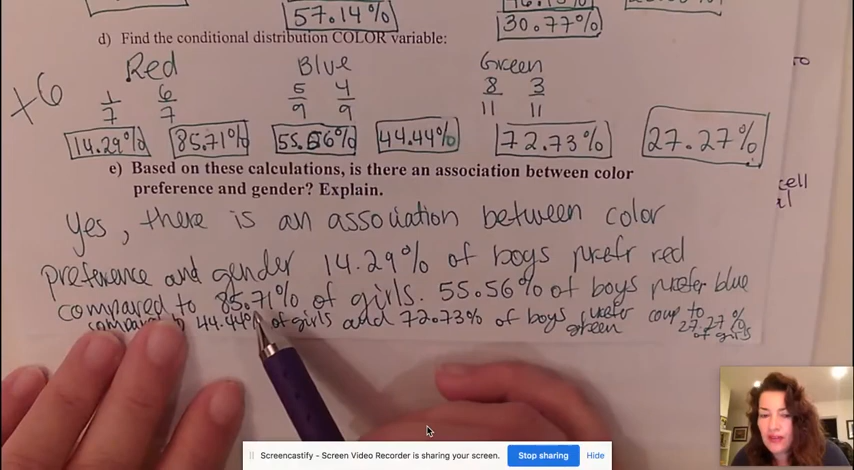 57.14%
30.77%
d) Find the conditional distribution COLOR variable:
Red Blue Green
+6
1/7 6/7 5/9 4/9 8/11 3/11
14.29% 85.71% 55.56% 44.44% 72.73% 27.27%
e) Based on these calculations, is there an association between color
preference and gender? Explain.
cell
Yes, there is an association between color
preference and gender 14.29% of boys prefr red
compared to 85.71% of girls. 55.56% of boys prefer blue
44.44% of girls and 72.73% of boys prefer green comp to 27.27% of girls
Screencastify - Screen Video Recorder is sharing your screen.
Stop sharing
Hide